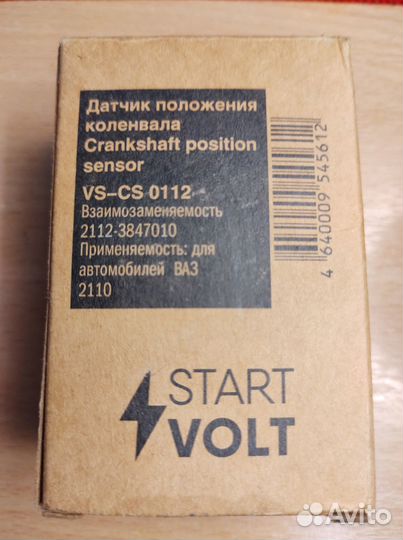 Датчик положения
коленвала
Crankshaft position
sensor
VS-CS 0112
Взаимозаменяемость
2112-3847010
Применяемость: для
автомобилей ВАЗ
2110
4 640009 545612
START
VOLT
Avito